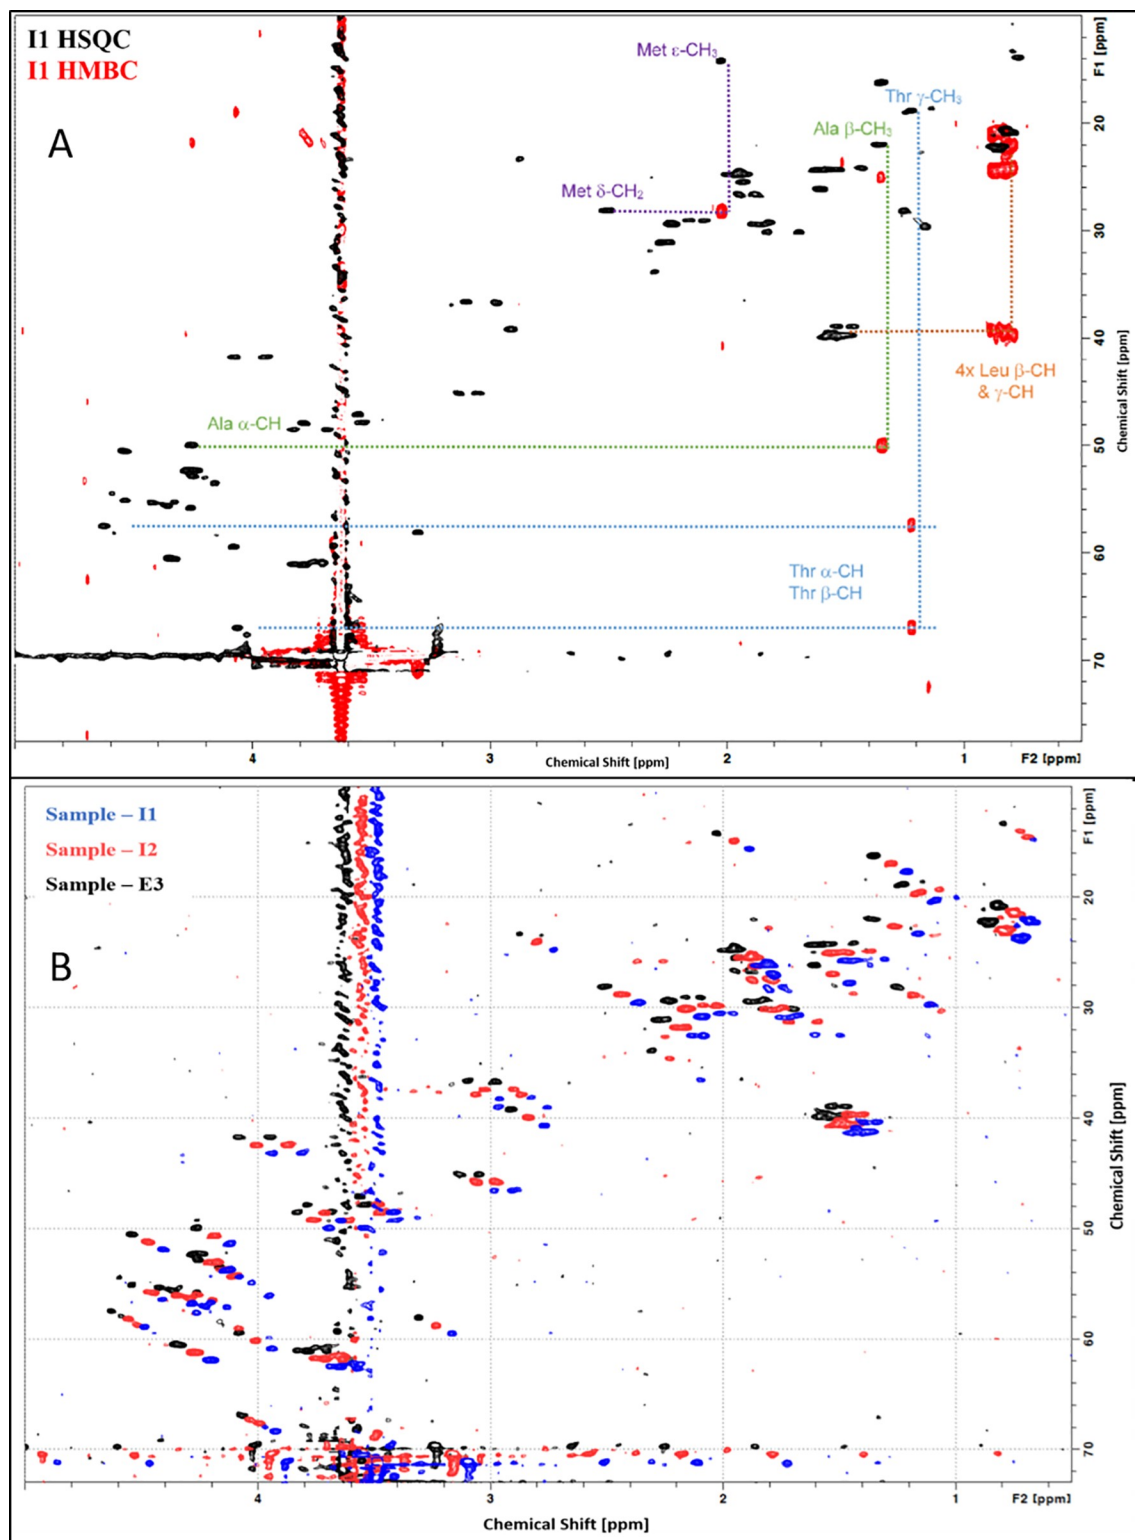 I1 HSQC
I1 HMBC
A
Met ε-CH₃
Thr γ-CH₃
Ala β-CH₃
Met δ-CH₂
4x Leu β-CH
& γ-CH
Ala α-CH
Thr α-CH
Thr β-CH
F1 [ppm]
20
30
40
50
60
70
Chemical Shift [ppm]
4
3
2
1
Chemical Shift [ppm]
F2 [ppm]
Sample – I1
Sample – I2
Sample – E3
B
F1 [ppm]
20
30
40
50
60
70
Chemical Shift [ppm]
4
3
2
1
F2 [ppm]
Chemical Shift [ppm]